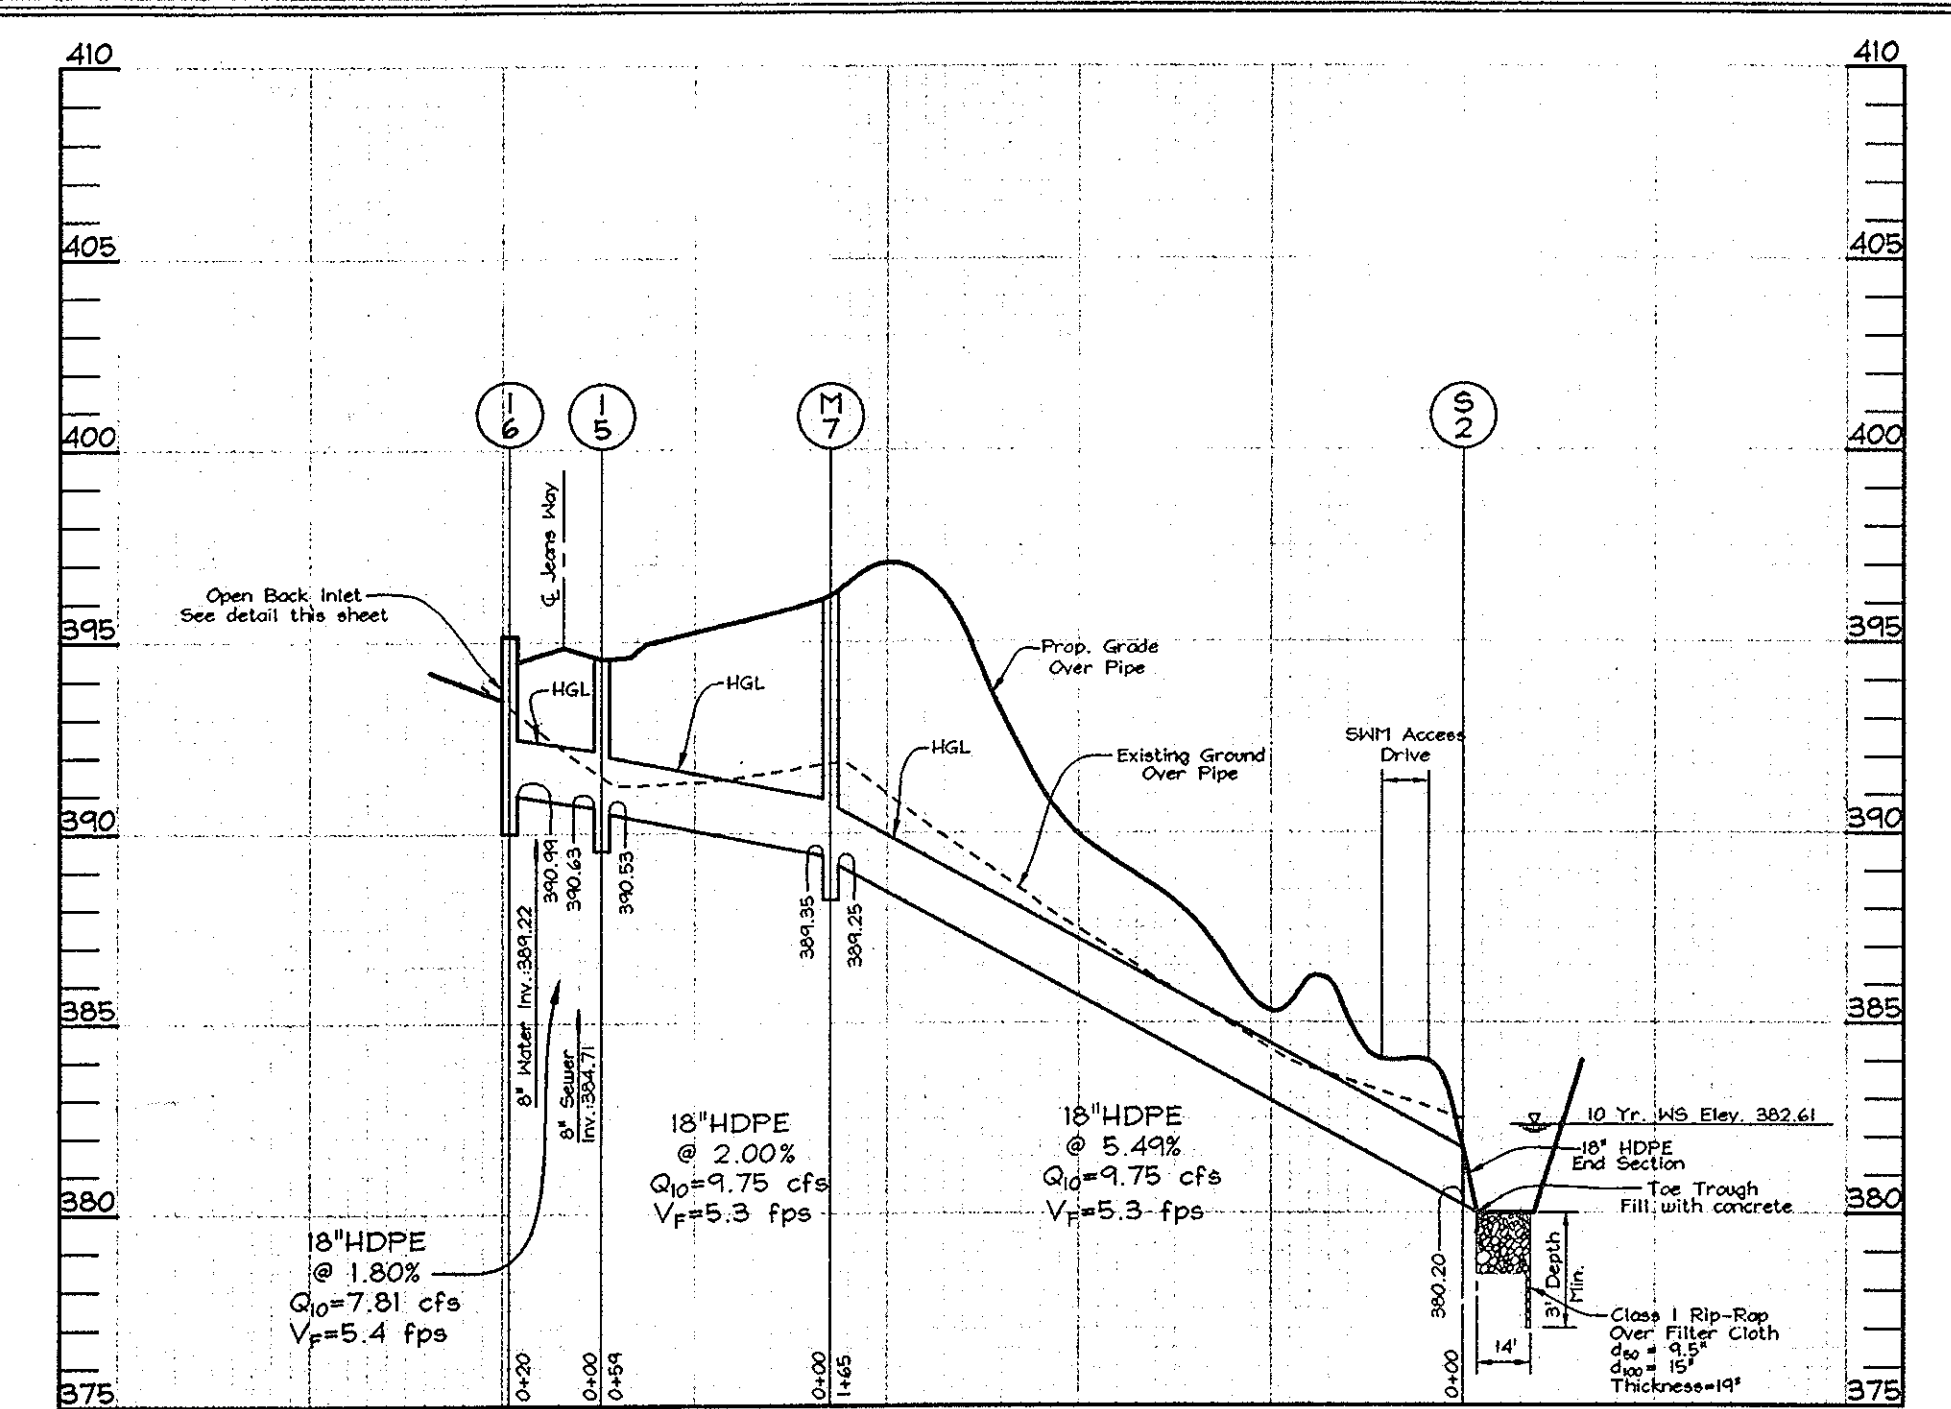 410
410
405
405
I
6
I
5
M
7
S
2
400
400
℄ Jeans Way
Open Back Inlet
See detail this sheet
395
395
HGL
HGL
HGL
Prop. Grade
Over Pipe
Existing Ground
Over Pipe
SWM Access
Drive
390
390
390.99
390.63
390.53
389.35
389.25
8" Water Inv.:389.22
8" Sewer
Inv.:384.71
385
385
18"HDPE
@ 2.00%
Q10=9.75 cfs
VF=5.3 fps
18"HDPE
@ 5.49%
Q10=9.75 cfs
VF=5.3 fps
10 Yr. WS Elev. 382.61
18" HDPE
End Section
Toe Trough
Fill with concrete
380
380
18"HDPE
@ 1.80%
Q10=7.81 cfs
VF=5.4 fps
380.20
3' Depth
Min.
14'
Class I Rip-Rap
Over Filter Cloth
d50 = 9.5"
d100 = 15"
Thickness=19"
0+20
0+00
0+59
0+00
1+65
0+00
375
375